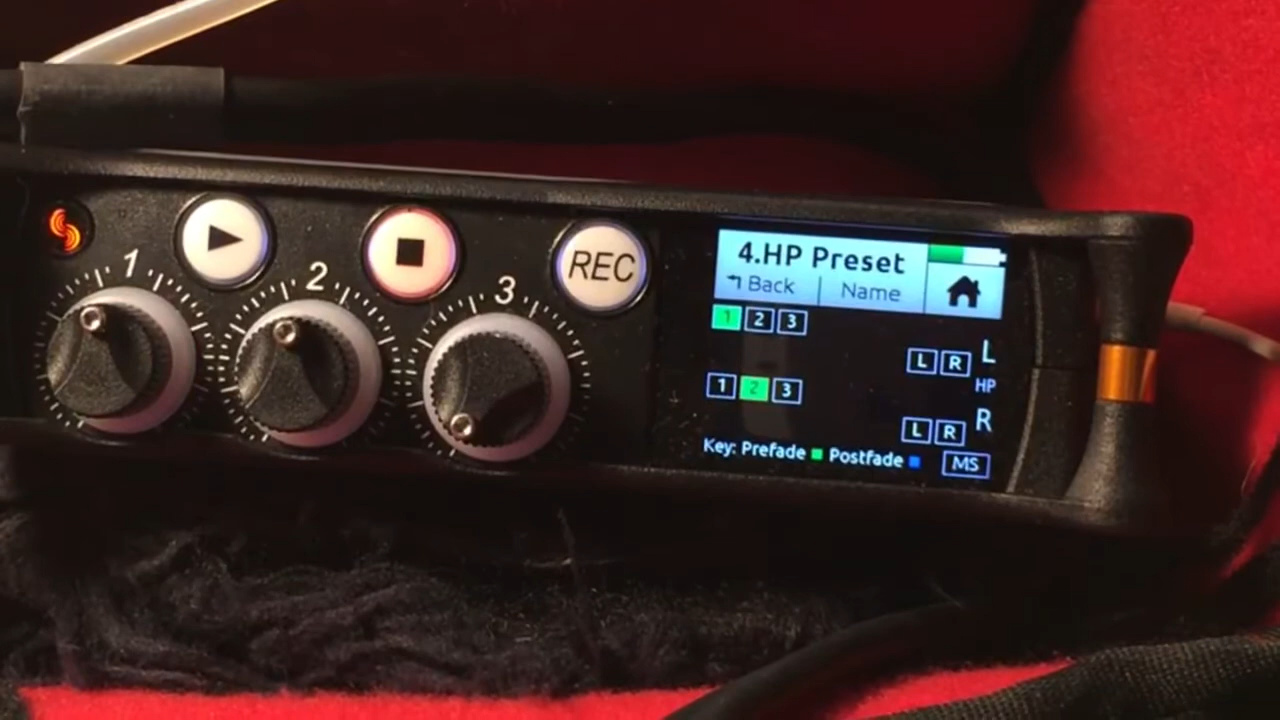 1 2 3
REC
4.HP Preset
Back Name
1 2 3
L R L
HP
1 2 3
L R R
Key: Prefade Postfade MS